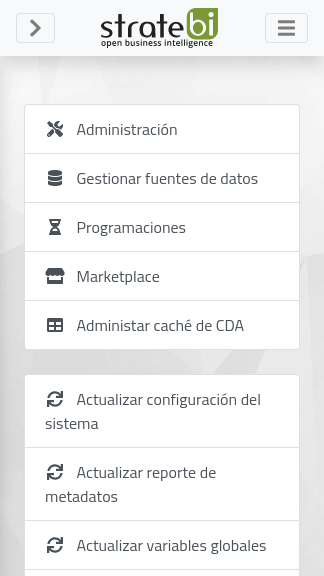 stratebi
open business intelligence
Administración
Gestionar fuentes de datos
Programaciones
Marketplace
Administar caché de CDA
Actualizar configuración del
sistema
Actualizar reporte de
metadatos
Actualizar variables globales